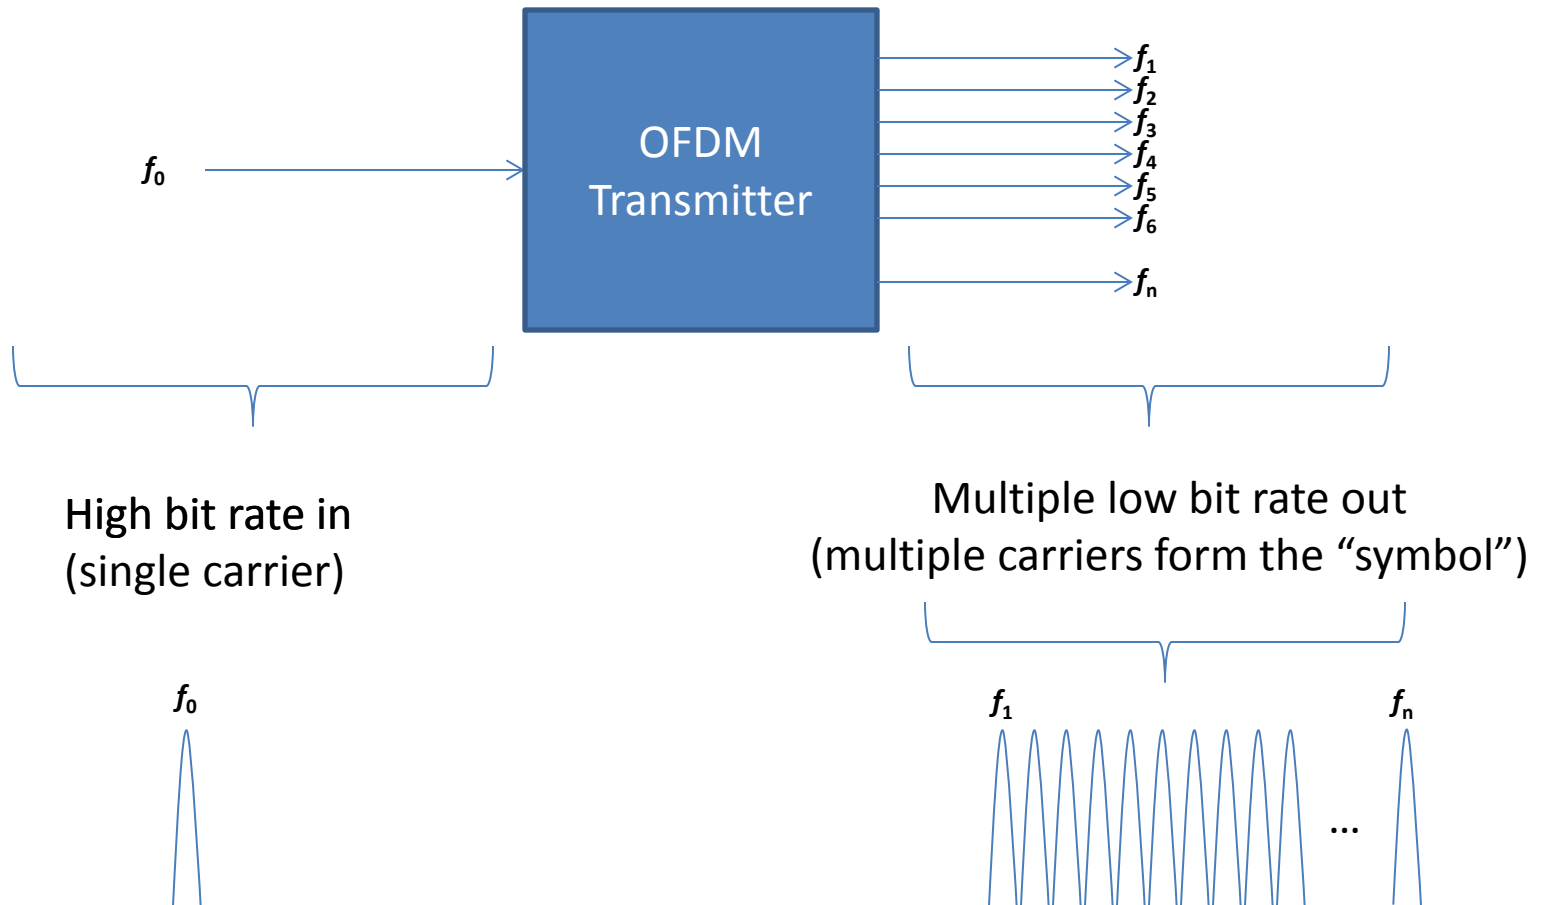 f₁
f₂
f₃
f₄
f₅
f₆
fₙ
f₀
OFDM
Transmitter
High bit rate in
(single carrier)
Multiple low bit rate out
(multiple carriers form the “symbol”)
f₀
f₁
fₙ
...